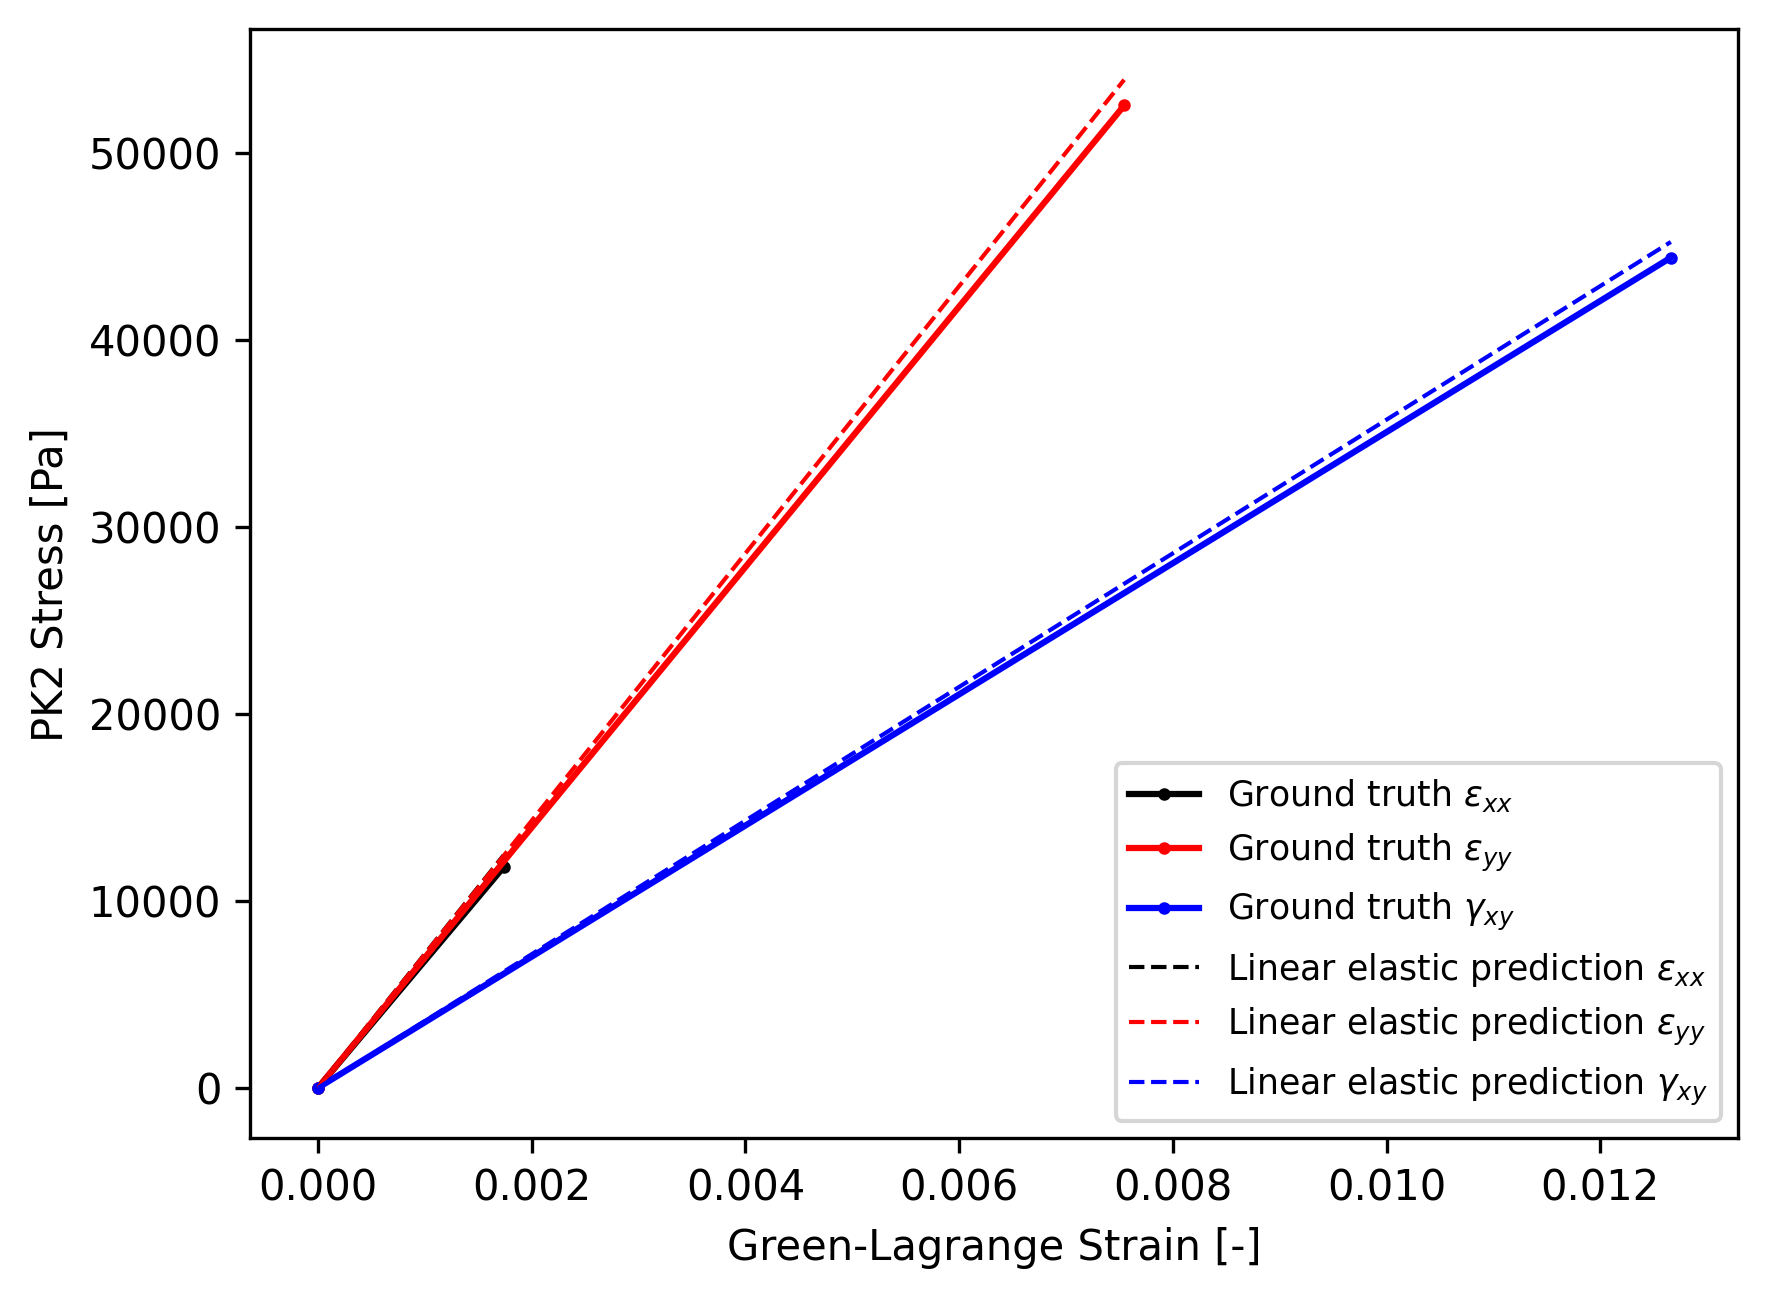 50000
40000
30000
20000
10000
0
PK2 Stress [Pa]
Ground truth εxx
Ground truth εyy
Ground truth γxy
Linear elastic prediction εxx
Linear elastic prediction εyy
Linear elastic prediction γxy
0.000 0.002 0.004 0.006 0.008 0.010 0.012
Green-Lagrange Strain [-]